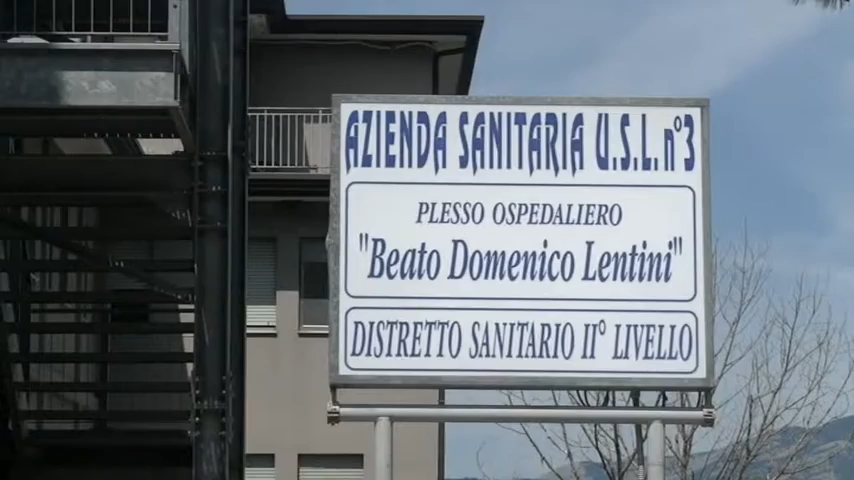 AZIENDA SANITARIA U.S.L. n°3
PLESSO OSPEDALIERO
"Beato Domenico Lentini"
DISTRETTO SANITARIO II° LIVELLO